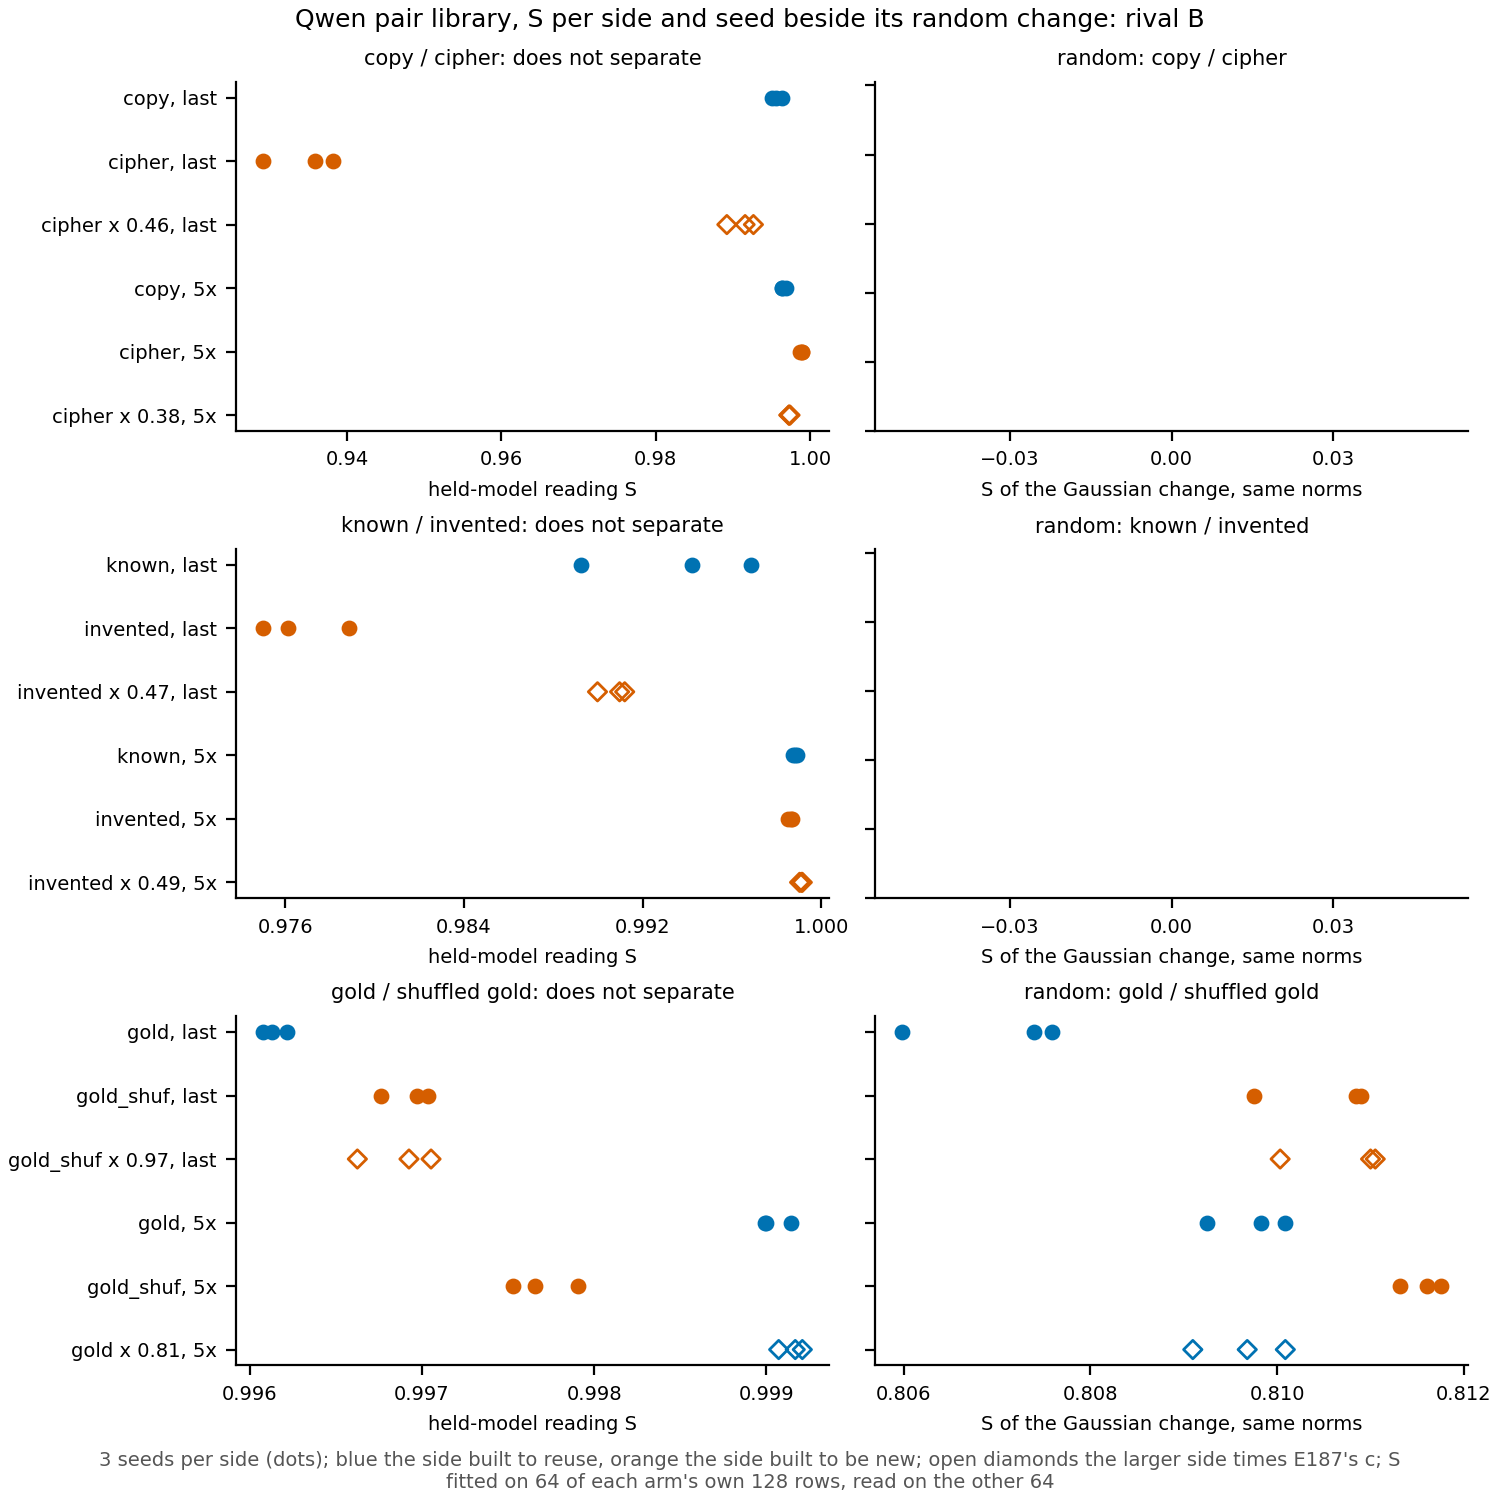 Qwen pair library, S per side and seed beside its random change: rival B
copy / cipher: does not separate
copy, last
cipher, last
cipher x 0.46, last
copy, 5x
cipher, 5x
cipher x 0.38, 5x
0.94 0.96 0.98 1.00
held-model reading S
random: copy / cipher
−0.03 0.00 0.03
S of the Gaussian change, same norms
known / invented: does not separate
known, last
invented, last
invented x 0.47, last
known, 5x
invented, 5x
invented x 0.49, 5x
0.976 0.984 0.992 1.000
held-model reading S
random: known / invented
−0.03 0.00 0.03
S of the Gaussian change, same norms
gold / shuffled gold: does not separate
gold, last
gold_shuf, last
gold_shuf x 0.97, last
gold, 5x
gold_shuf, 5x
gold x 0.81, 5x
0.996 0.997 0.998 0.999
held-model reading S
random: gold / shuffled gold
0.806 0.808 0.810 0.812
S of the Gaussian change, same norms
3 seeds per side (dots); blue the side built to reuse, orange the side built to be new; open diamonds the larger side times E187's c; S
fitted on 64 of each arm's own 128 rows, read on the other 64